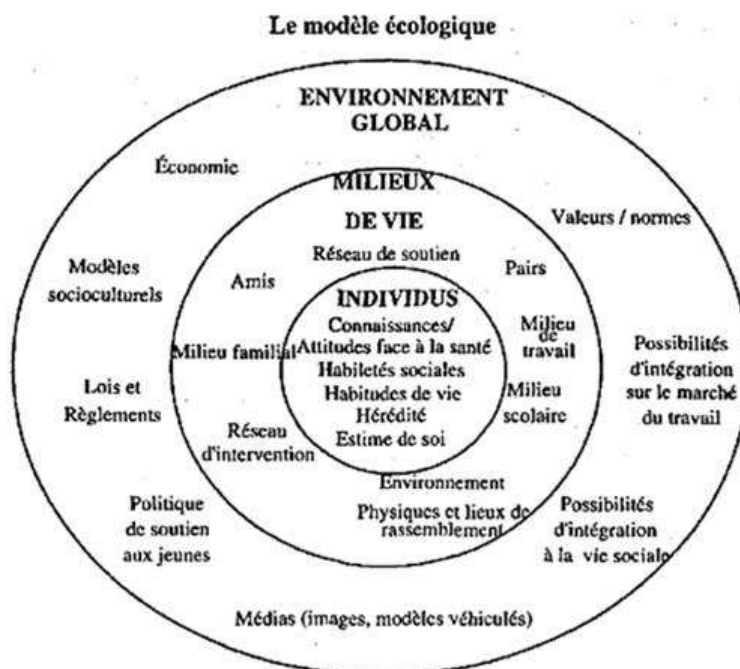 Le modèle écologique
ENVIRONNEMENT
GLOBAL
Économie
Valeurs / normes
Modèles
socioculturels
Lois et
Règlements
Politique
de soutien
aux jeunes
Possibilités
d'intégration
sur le marché
du travail
Possibilités
d'intégration
à la vie sociale
Médias (images, modèles véhiculés)
MILIEUX
DE VIE
Réseau de soutien
Amis
Pairs
Milieu familial
Milieu
de
travail
Milieu
scolaire
Réseau
d'intervention
Environnement
Physiques et lieux de
rassemblement
INDIVIDUS
Connaissances/
Attitudes face à la santé
Habiletés sociales
Habitudes de vie
Hérédité
Estime de soi